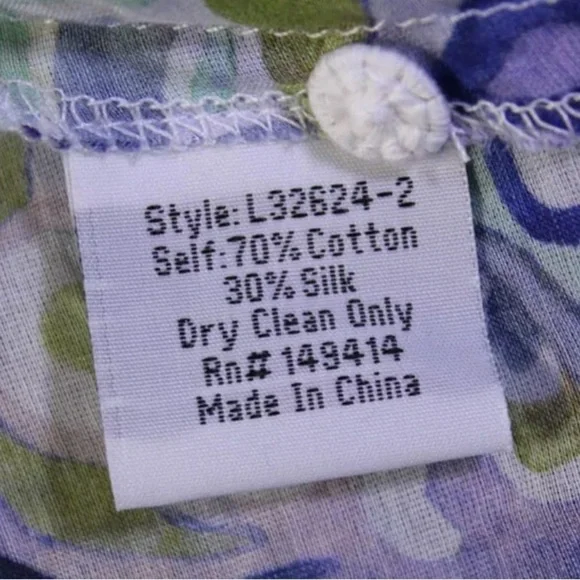 Style: L32624-2
Self: 70% Cotton
30% Silk
Dry Clean Only
Rn# 149414
Made In China